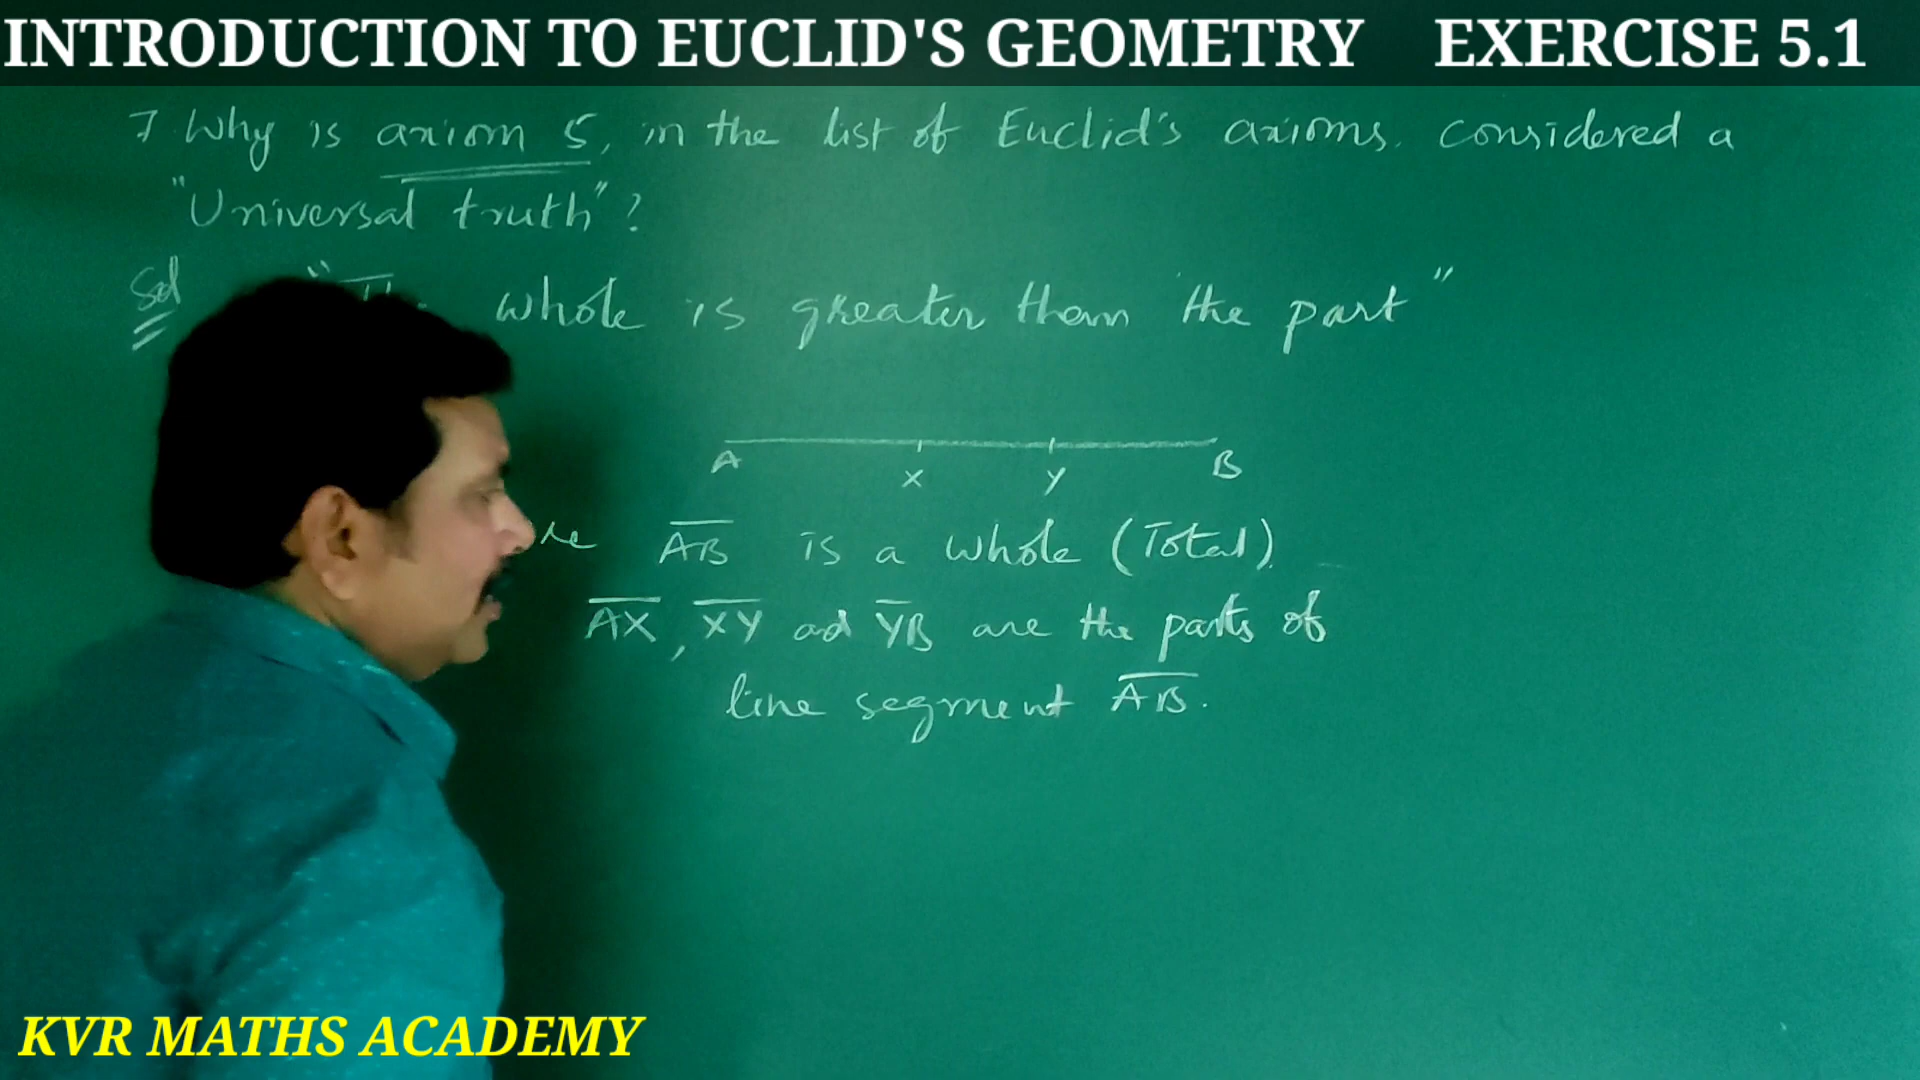 INTRODUCTION TO EUCLID'S GEOMETRY EXERCISE 5.1
7 Why is axiom 5, in the list of Euclid's axioms. Considered a
"Universal truth"?
Sol
" whole is greater than the part"
A X Y B
AB is a whole (Total).
AX, XY ad YB are the parts of
line segment AB.
KVR MATHS ACADEMY